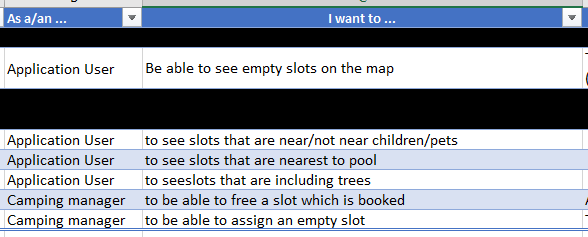 As a/an ... I want to ...
Application User Be able to see empty slots on the map
Application User to see slots that are near/not near children/pets
Application User to see slots that are nearest to pool
Application User to seeslots that are including trees
Camping manager to be able to free a slot which is booked
Camping manager to be able to assign an empty slot